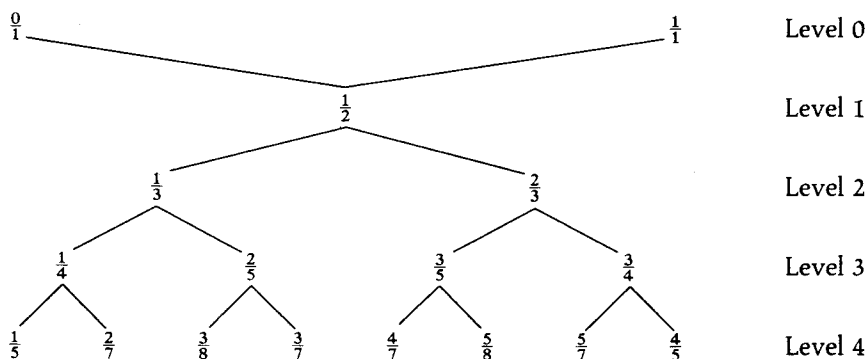 0/1 1/1 Level 0
1/2 Level 1
1/3 2/3 Level 2
1/4 2/5 3/5 3/4 Level 3
1/5 2/7 3/8 3/7 4/7 5/8 5/7 4/5 Level 4